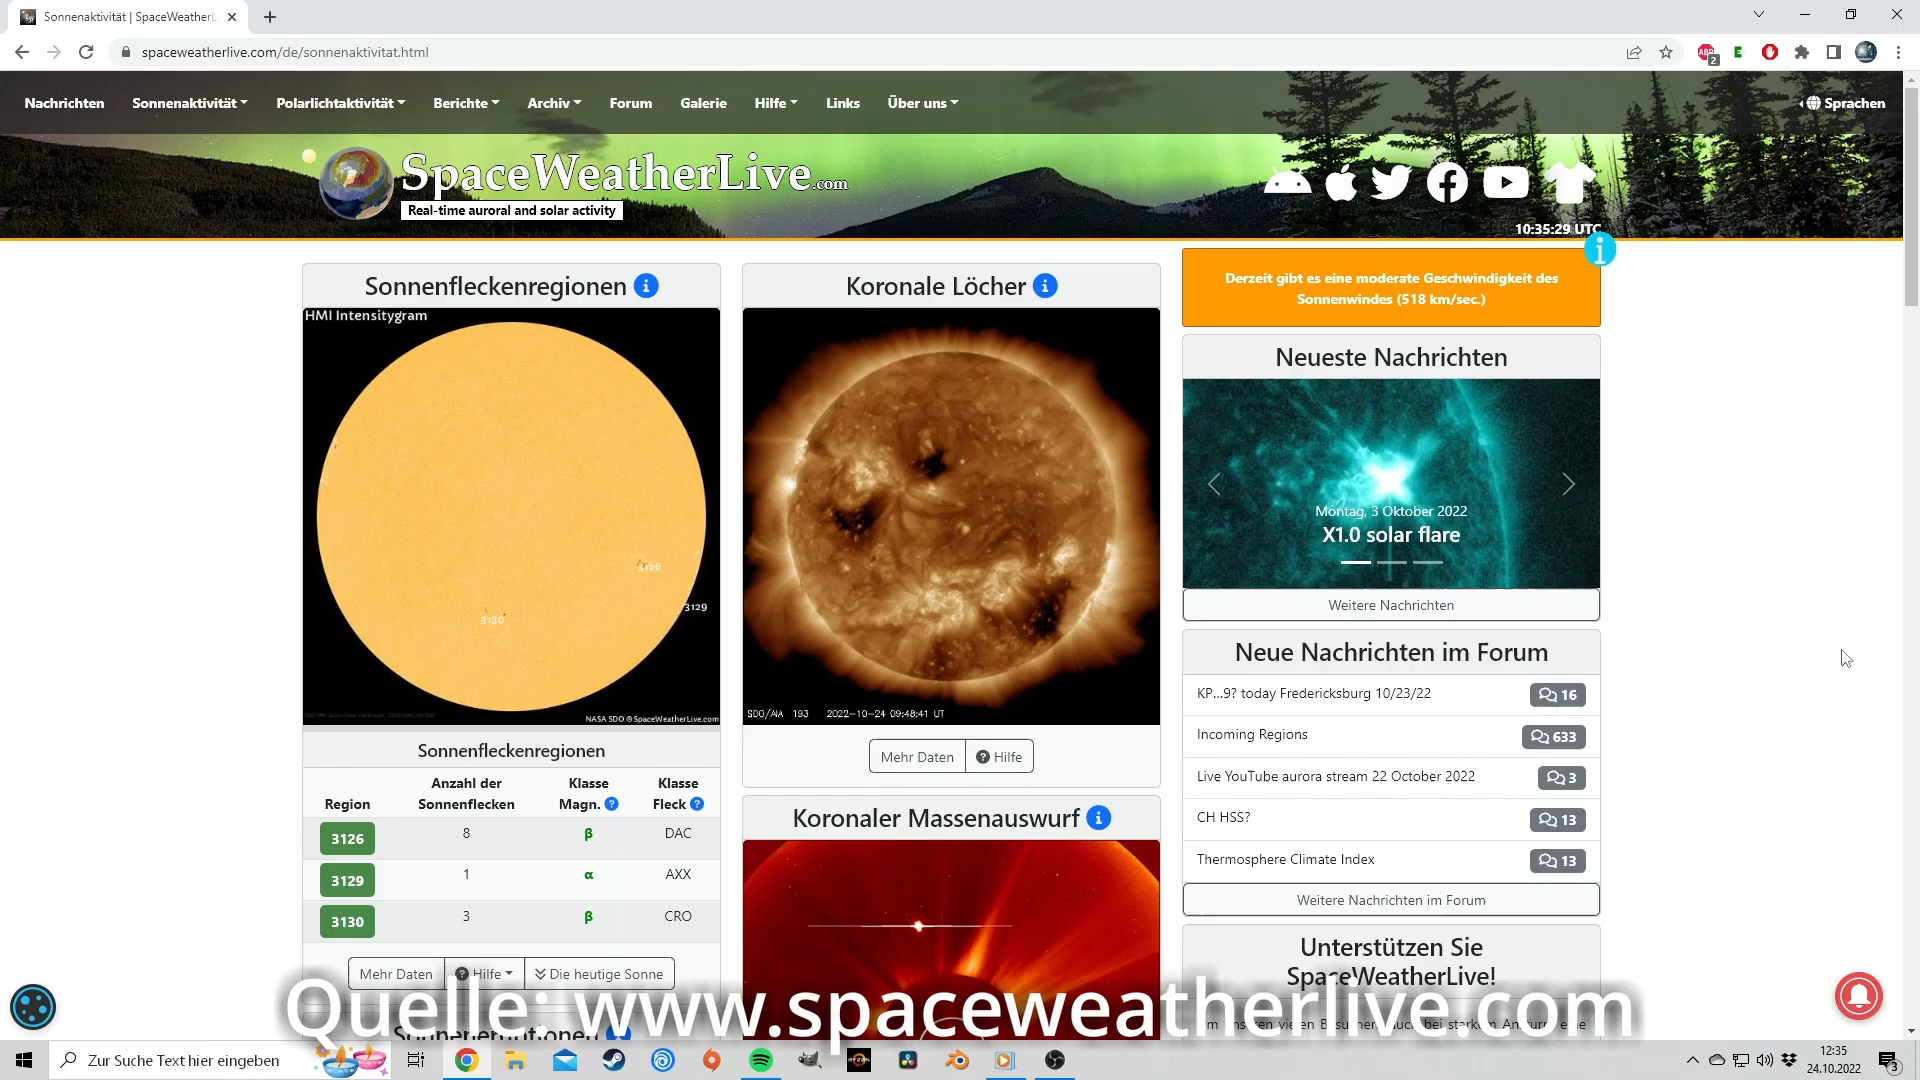 Sonnenaktivität | SpaceWeatherL
spaceweatherlive.com/de/sonnenaktivitat.html
ABP
2
Nachrichten
Sonnenaktivität
Polarlichtaktivität
Berichte
Archiv
Forum
Galerie
Hilfe
Links
Über uns
Sprachen
SpaceWeatherLive.com
Real-time auroral and solar activity
10:35:29 UTC
Sonnenfleckenregionen
HMI Intensitygram
3126
3129
3130
NASA SDO © SpaceWeatherLive.com
Sonnenfleckenregionen
Region Anzahl der Sonnenflecken Klasse Magn. Klasse Fleck
3126 8 β DAC
3129 1 α AXX
3130 3 β CRO
Mehr Daten
Hilfe
Die heutige Sonne
Koronale Löcher
SDO/AIA 193 2022-10-24 09:48:41 UT
Mehr Daten
Hilfe
Koronaler Massenauswurf
Derzeit gibt es eine moderate Geschwindigkeit des
Sonnenwindes (518 km/sec.)
Neueste Nachrichten
Montag, 3 Oktober 2022
X1.0 solar flare
Weitere Nachrichten
Neue Nachrichten im Forum
KP...9? today Fredericksburg 10/23/22 16
Incoming Regions 633
Live YouTube aurora stream 22 October 2022 3
CH HSS? 13
Thermosphere Climate Index 13
Weitere Nachrichten im Forum
Unterstützen Sie
SpaceWeatherLive!
Quelle: www.spaceweatherlive.com
Zur Suche Text hier eingeben
RYZEN
12:35
24.10.2022
3